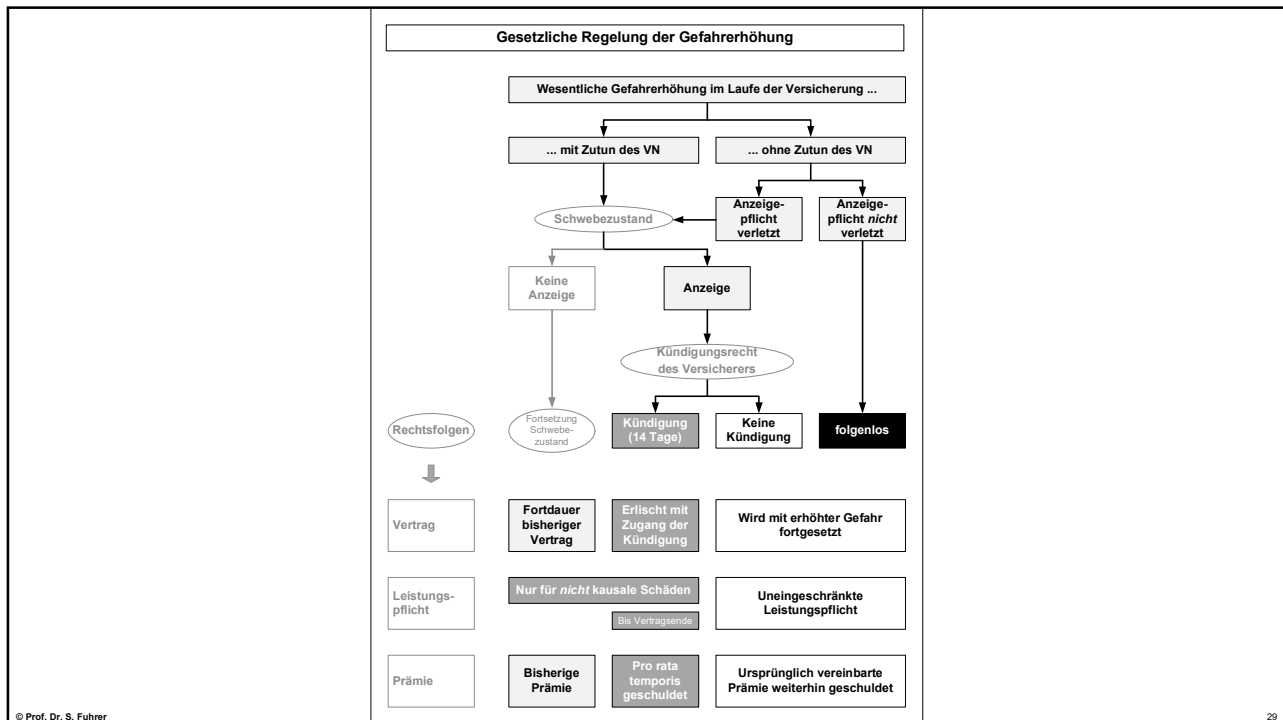 Gesetzliche Regelung der Gefahrerhöhung
Wesentliche Gefahrerhöhung im Laufe der Versicherung ...
... mit Zutun des VN
... ohne Zutun des VN
Schwebezustand
Anzeige-
pflicht
verletzt
Anzeige-
pflicht nicht
verletzt
Keine
Anzeige
Anzeige
Kündigungsrecht
des Versicherers
Rechtsfolgen
Fortsetzung
Schwebe-
zustand
Kündigung
(14 Tage)
Keine
Kündigung
folgenlos
Vertrag
Fortdauer
bisheriger
Vertrag
Erlischt mit
Zugang der
Kündigung
Wird mit erhöhter Gefahr
fortgesetzt
Leistungs-
pflicht
Nur für nicht kausale Schäden
Bis Vertragsende
Uneingeschränkte
Leistungspflicht
Prämie
Bisherige
Prämie
Pro rata
temporis
geschuldet
Ursprünglich vereinbarte
Prämie weiterhin geschuldet
© Prof. Dr. S. Fuhrer
29